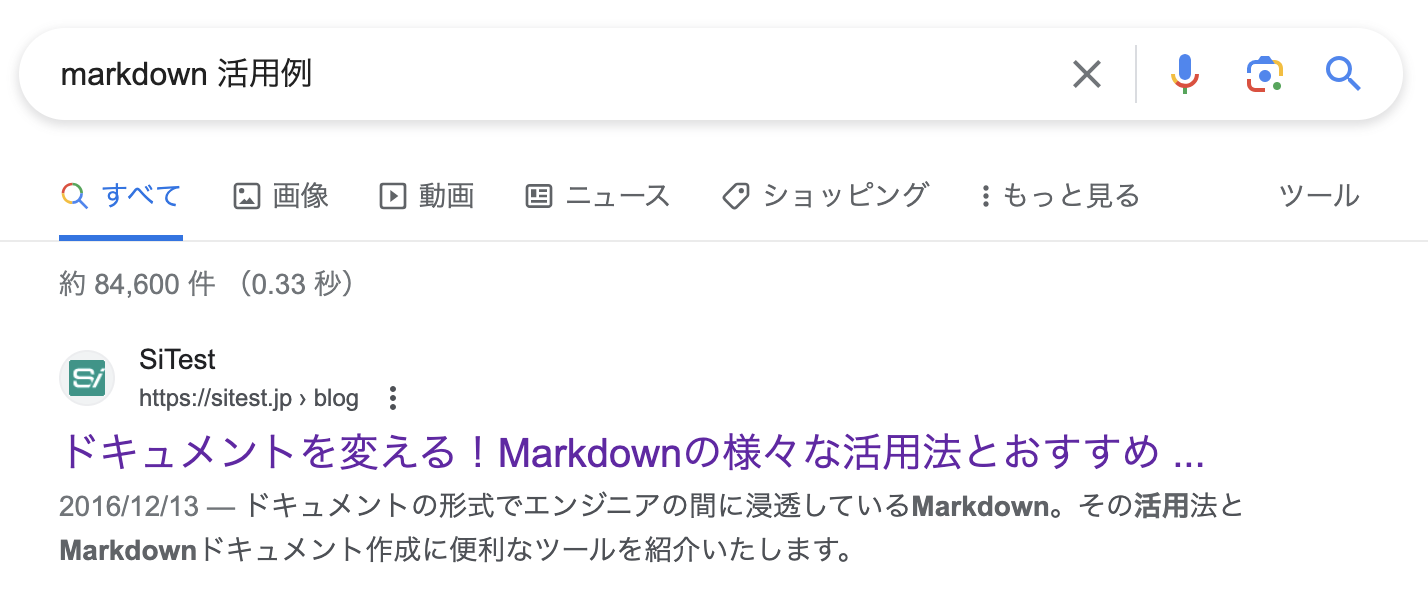 markdown 活用例
すべて 画像 動画 ニュース ショッピング もっと見る ツール
約 84,600 件 （0.33 秒）
Si
SiTest
https://sitest.jp › blog
ドキュメントを変える！Markdownの様々な活用法とおすすめ ...
2016/12/13 — ドキュメントの形式でエンジニアの間に浸透しているMarkdown。その活用法と
Markdownドキュメント作成に便利なツールを紹介いたします。